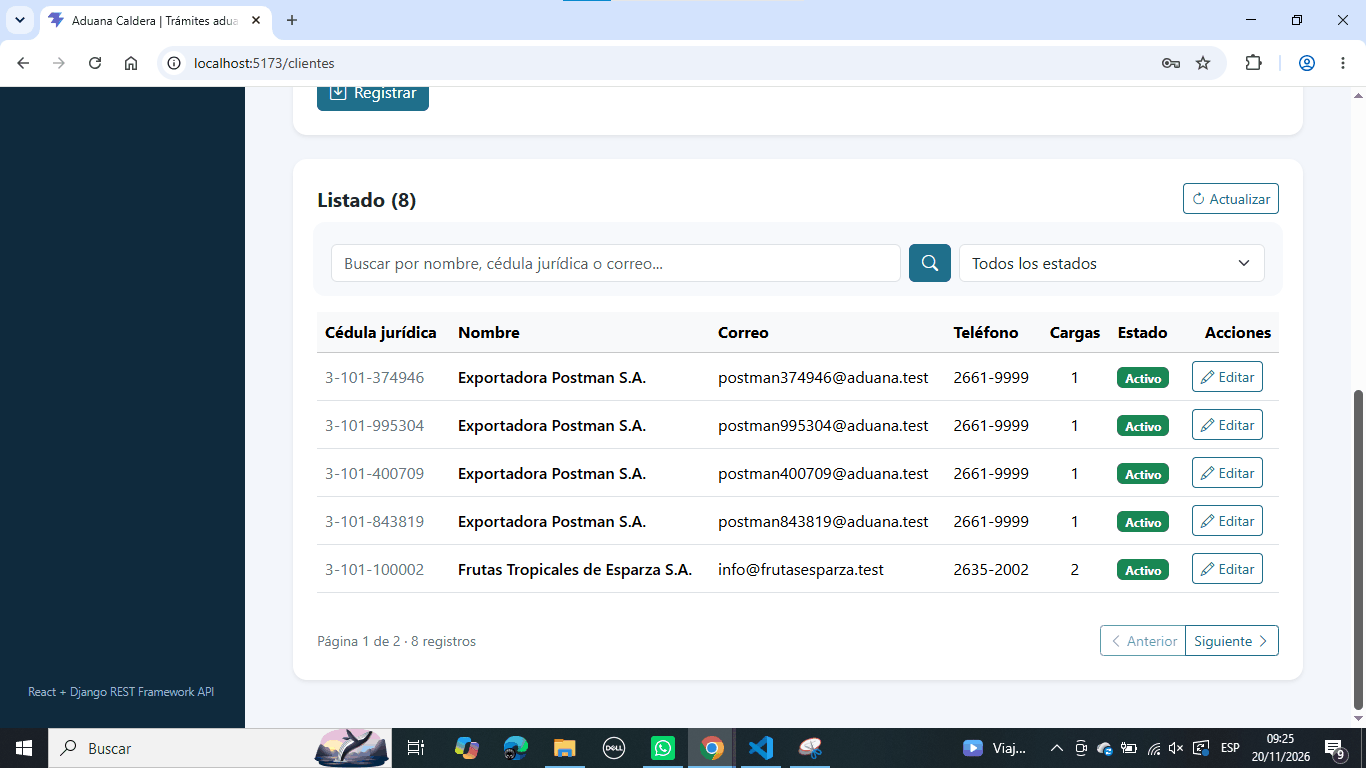 Aduana Caldera | Trámites adua
localhost:5173/clientes
Registrar
Listado (8)
Actualizar
Buscar por nombre, cédula jurídica o correo...
Todos los estados
Cédula jurídica Nombre Correo Teléfono Cargas Estado Acciones
3-101-374946 Exportadora Postman S.A. postman374946@aduana.test 2661-9999 1 Activo Editar
3-101-995304 Exportadora Postman S.A. postman995304@aduana.test 2661-9999 1 Activo Editar
3-101-400709 Exportadora Postman S.A. postman400709@aduana.test 2661-9999 1 Activo Editar
3-101-843819 Exportadora Postman S.A. postman843819@aduana.test 2661-9999 1 Activo Editar
3-101-100002 Frutas Tropicales de Esparza S.A. info@frutasesparza.test 2635-2002 2 Activo Editar
Página 1 de 2 · 8 registros
Anterior Siguiente
React + Django REST Framework API
Buscar
DELL
Viaj...
ESP
09:25
20/11/2026
9